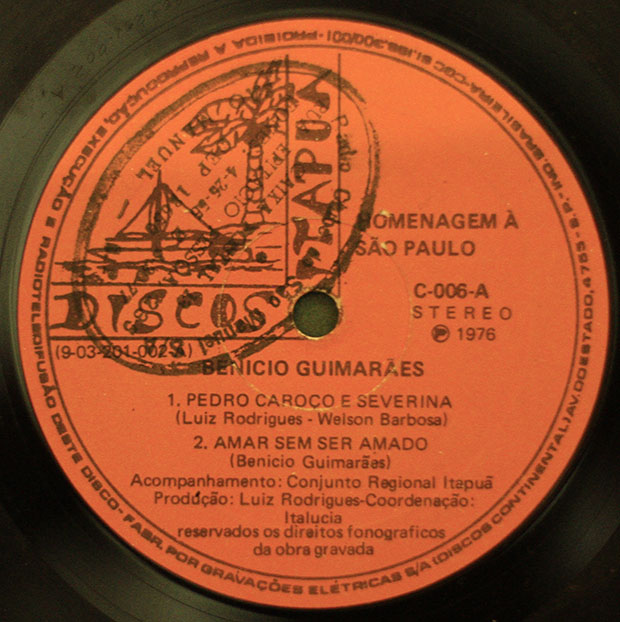 PROIBIDA A REPRODUÇÃO, EXECUÇÃO E RADIOTELEDIFUSÃO DESTE DISCO - FABR. POR GRAVAÇÕES ELÉTRICAS S/A (DISCOS CONTINENTAL) AV. DO ESTADO, 4755 - S. P. - IND. BRASILEIRA - CGC
DISCOS ITAPUÃ
HOMENAGEM À
SÃO PAULO
C-006-A
STEREO
Ⓟ 1976
(9-03-201-002-A)
BENICIO GUIMARÃES
1. PEDRO CAROÇO E SEVERINA
(Luiz Rodrigues - Welson Barbosa)
2. AMAR SEM SER AMADO
(Benicio Guimarães)
Acompanhamento: Conjunto Regional Itapuã
Produção: Luiz Rodrigues-Coordenação:
Italucia
reservados os direitos fonograficos
da obra gravada